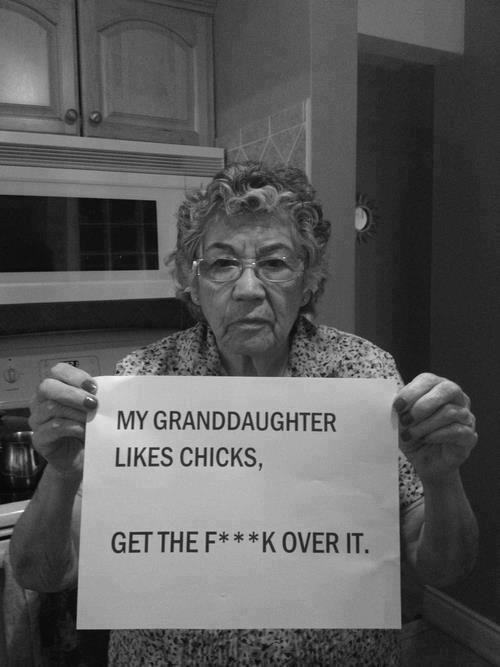 MY GRANDDAUGHTER
LIKES CHICKS,
GET THE F***K OVER IT.